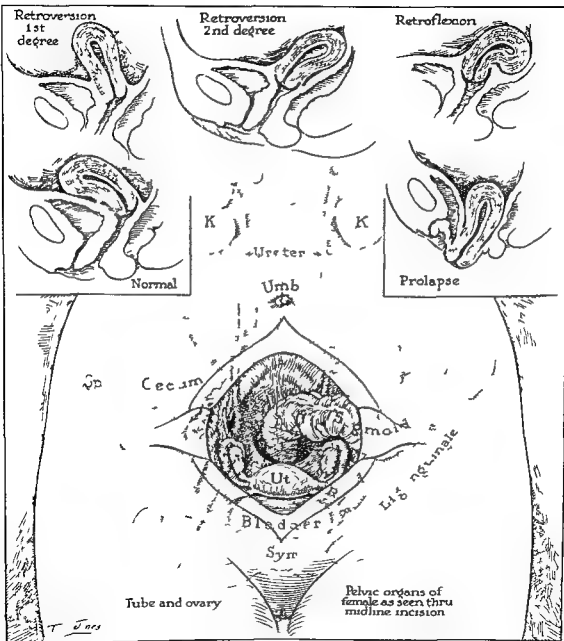 Retroversion
1st
degree
Retroversion
2nd degree
Retroflexion
Normal
K
K
Ureter
Prolapse
Umb
Cecum
Ut
Bladder
Sym
Tube and ovary
Pelvic organs of
female as seen thru
midline incision